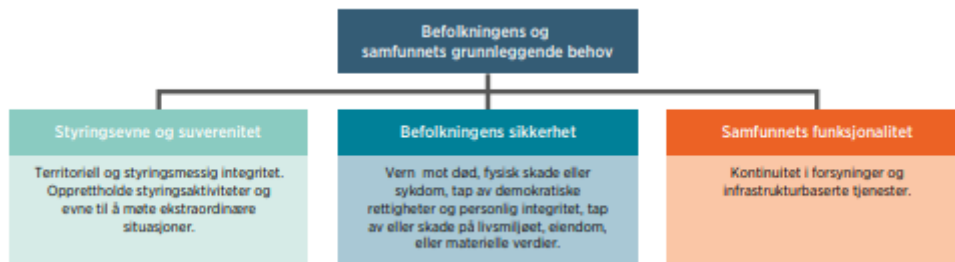 Befolkningens og
samfunnets grunnleggende behov
Styringsevne og suverenitet
Territoriell og styringsmessig integritet.
Opprettholde styringsaktiviteter og
evne til å møte ekstraordinære
situasjoner.
Befolkningens sikkerhet
Vern mot død, fysisk skade eller
sykdom, tap av demokratiske
rettigheter og personlig integritet, tap
av eller skade på livsmiljøet, eiendom,
eller materielle verdier.
Samfunnets funksjonalitet
Kontinuitet i forsyninger og
infrastrukturbaserte tjenester.